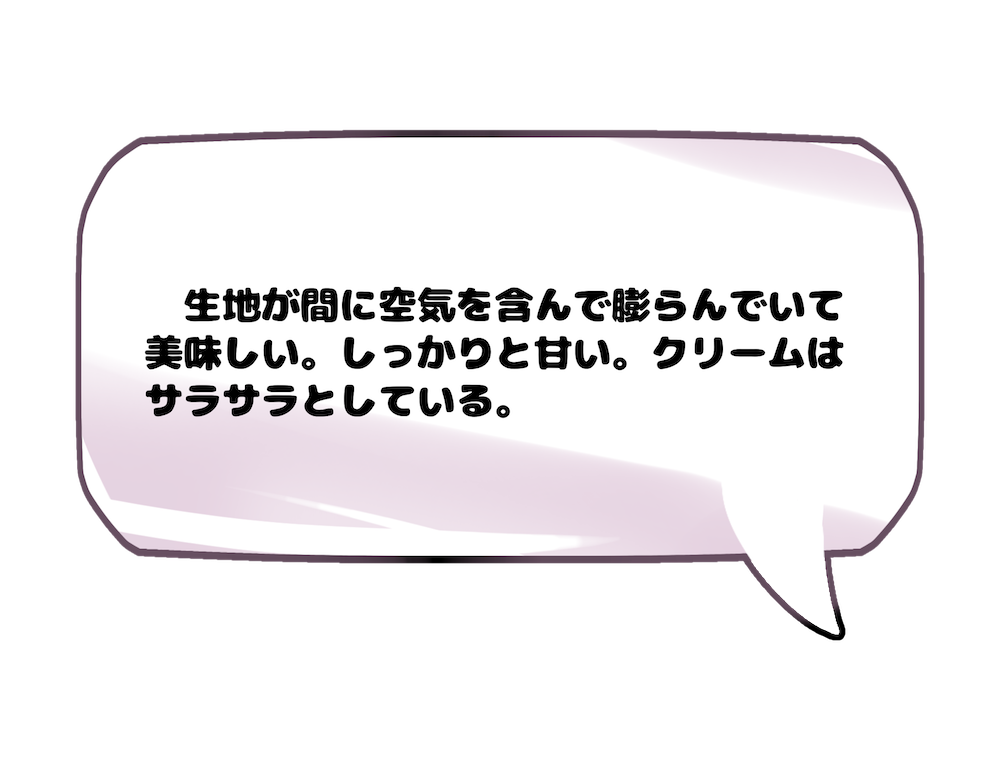 生地が間に空気を含んで膨らんでいて
美味しい。しっかりと甘い。クリームは
サラサラとしている。